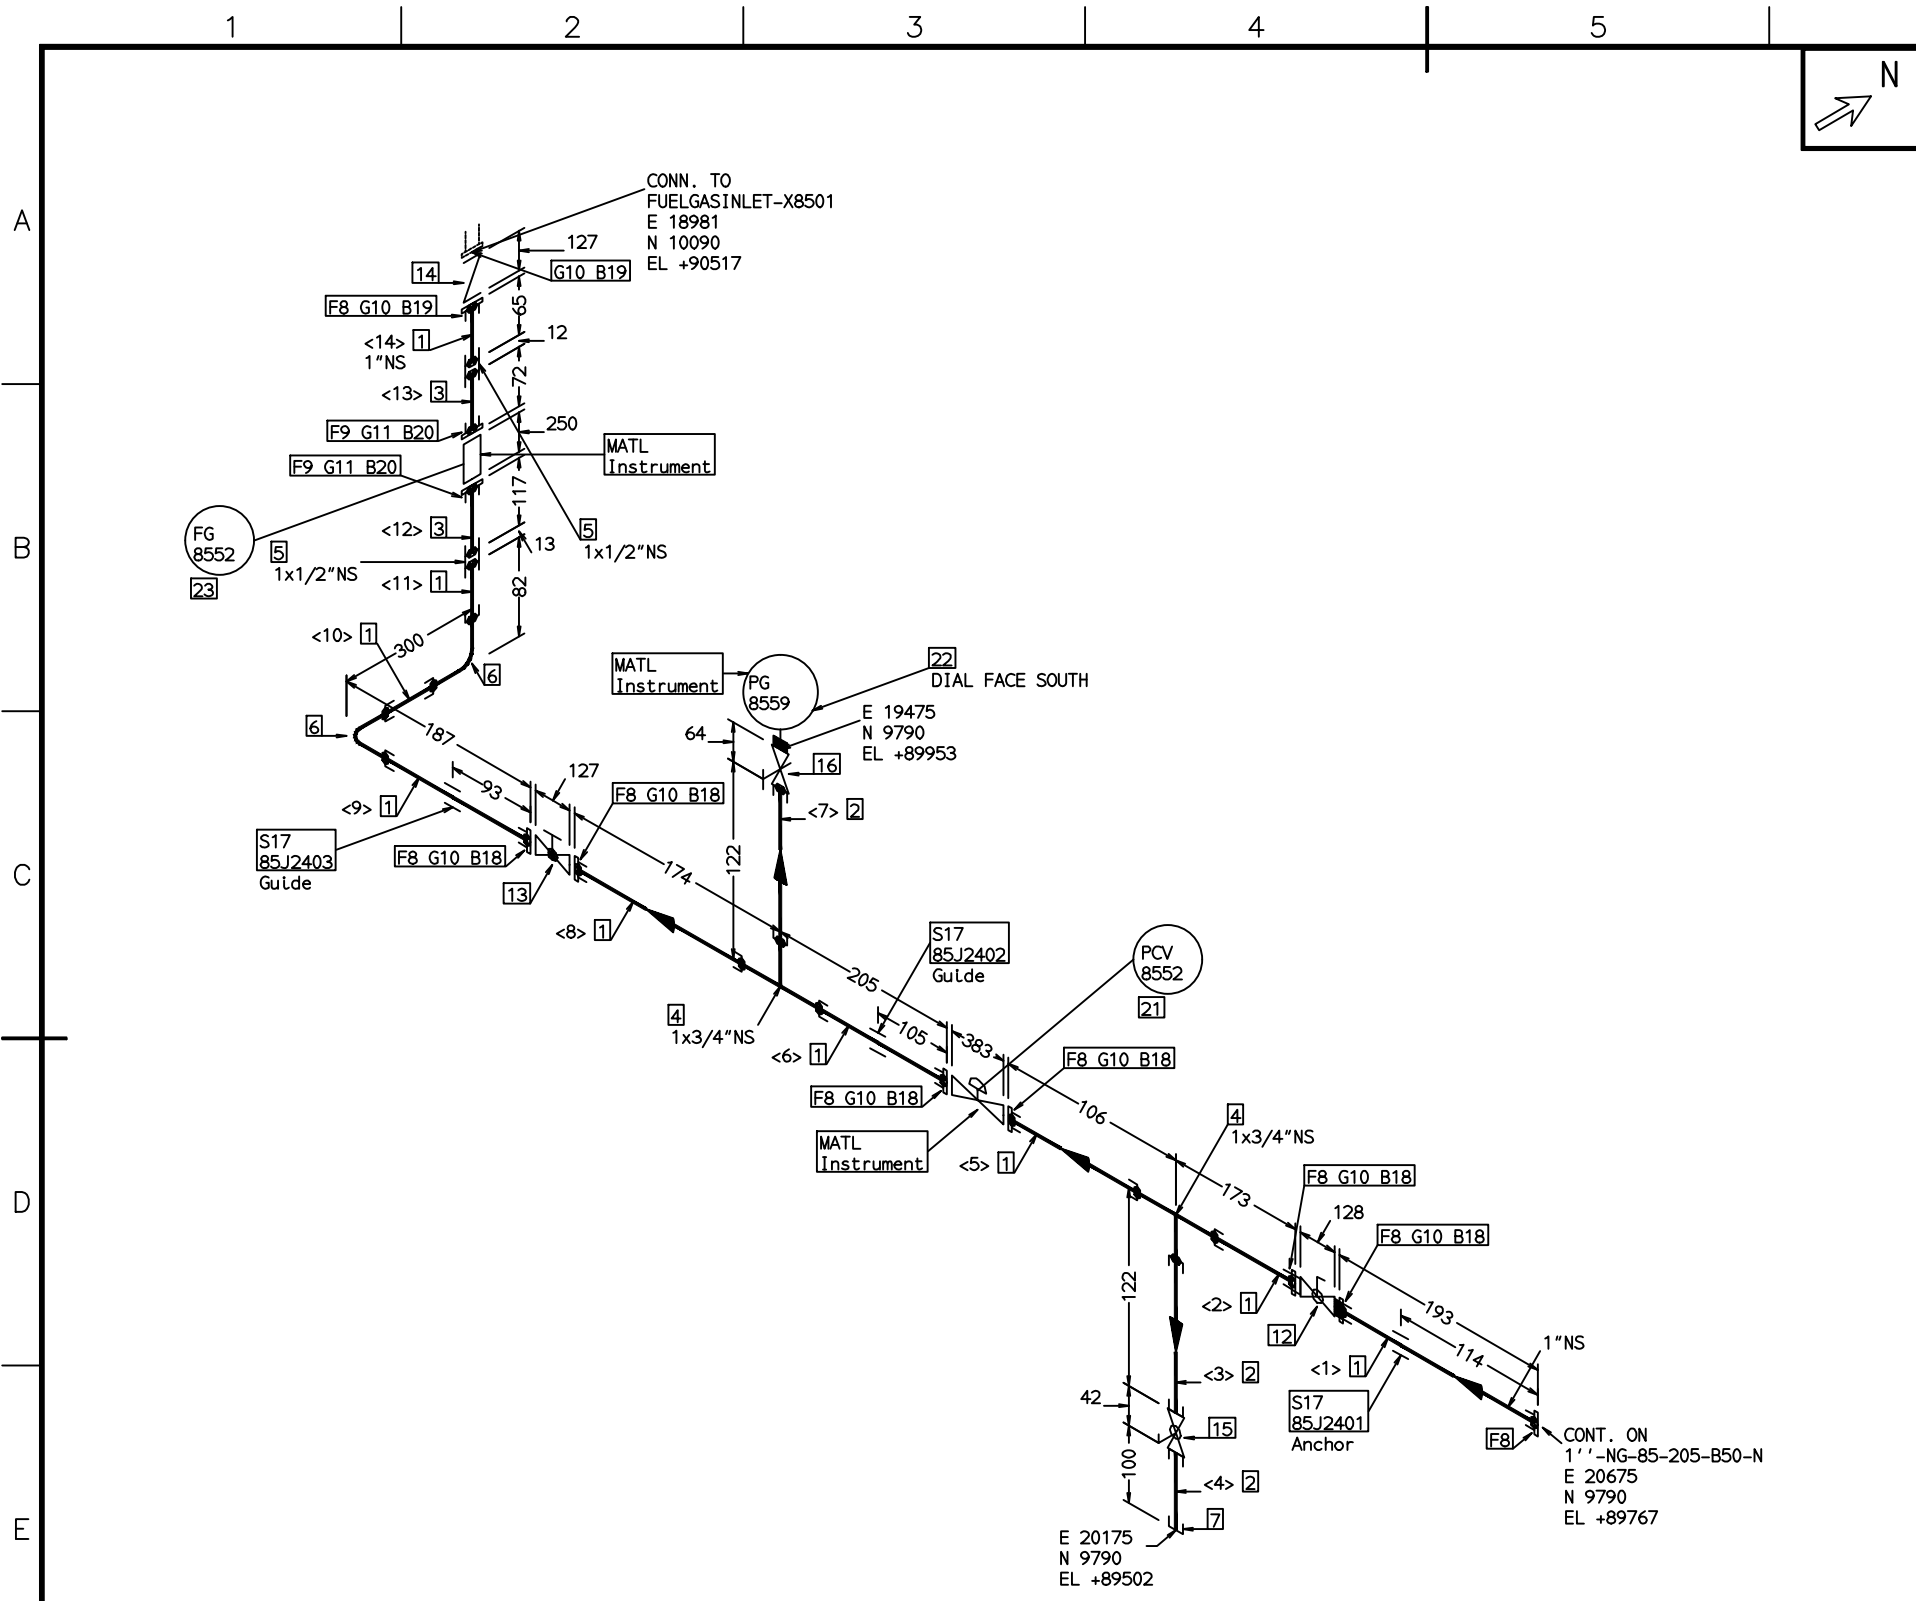 1
2
3
4
5
N
A
B
C
D
E
CONN. TO
FUELGASINLET-X8501
E 18981
N 10090
EL +90517
127
G10 B19
14
F8 G10 B19
65
<14> 1
1"NS
12
72
<13> 3
F9 G11 B20
250
MATL
Instrument
F9 G11 B20
117
FG
8552
23
<12> 3
5
1x1/2"NS
13
5
1x1/2"NS
<11> 1
82
<10> 1
300
6
6
187
93
127
<9> 1
S17
85J2403
Guide
F8 G10 B18
F8 G10 B18
13
MATL
Instrument
PG
8559
22
DIAL FACE SOUTH
E 19475
N 9790
EL +89953
64
16
<7> 2
122
174
<8> 1
S17
85J2402
Guide
PCV
8552
21
205
105
383
4
1x3/4"NS
<6> 1
F8 G10 B18
F8 G10 B18
MATL
Instrument
<5> 1
106
4
1x3/4"NS
173
F8 G10 B18
128
F8 G10 B18
122
<2> 1
12
193
114
1"NS
<1> 1
<3> 2
42
S17
85J2401
Anchor
15
F8
CONT. ON
1''-NG-85-205-B50-N
E 20675
N 9790
EL +89767
100
<4> 2
7
E 20175
N 9790
EL +89502